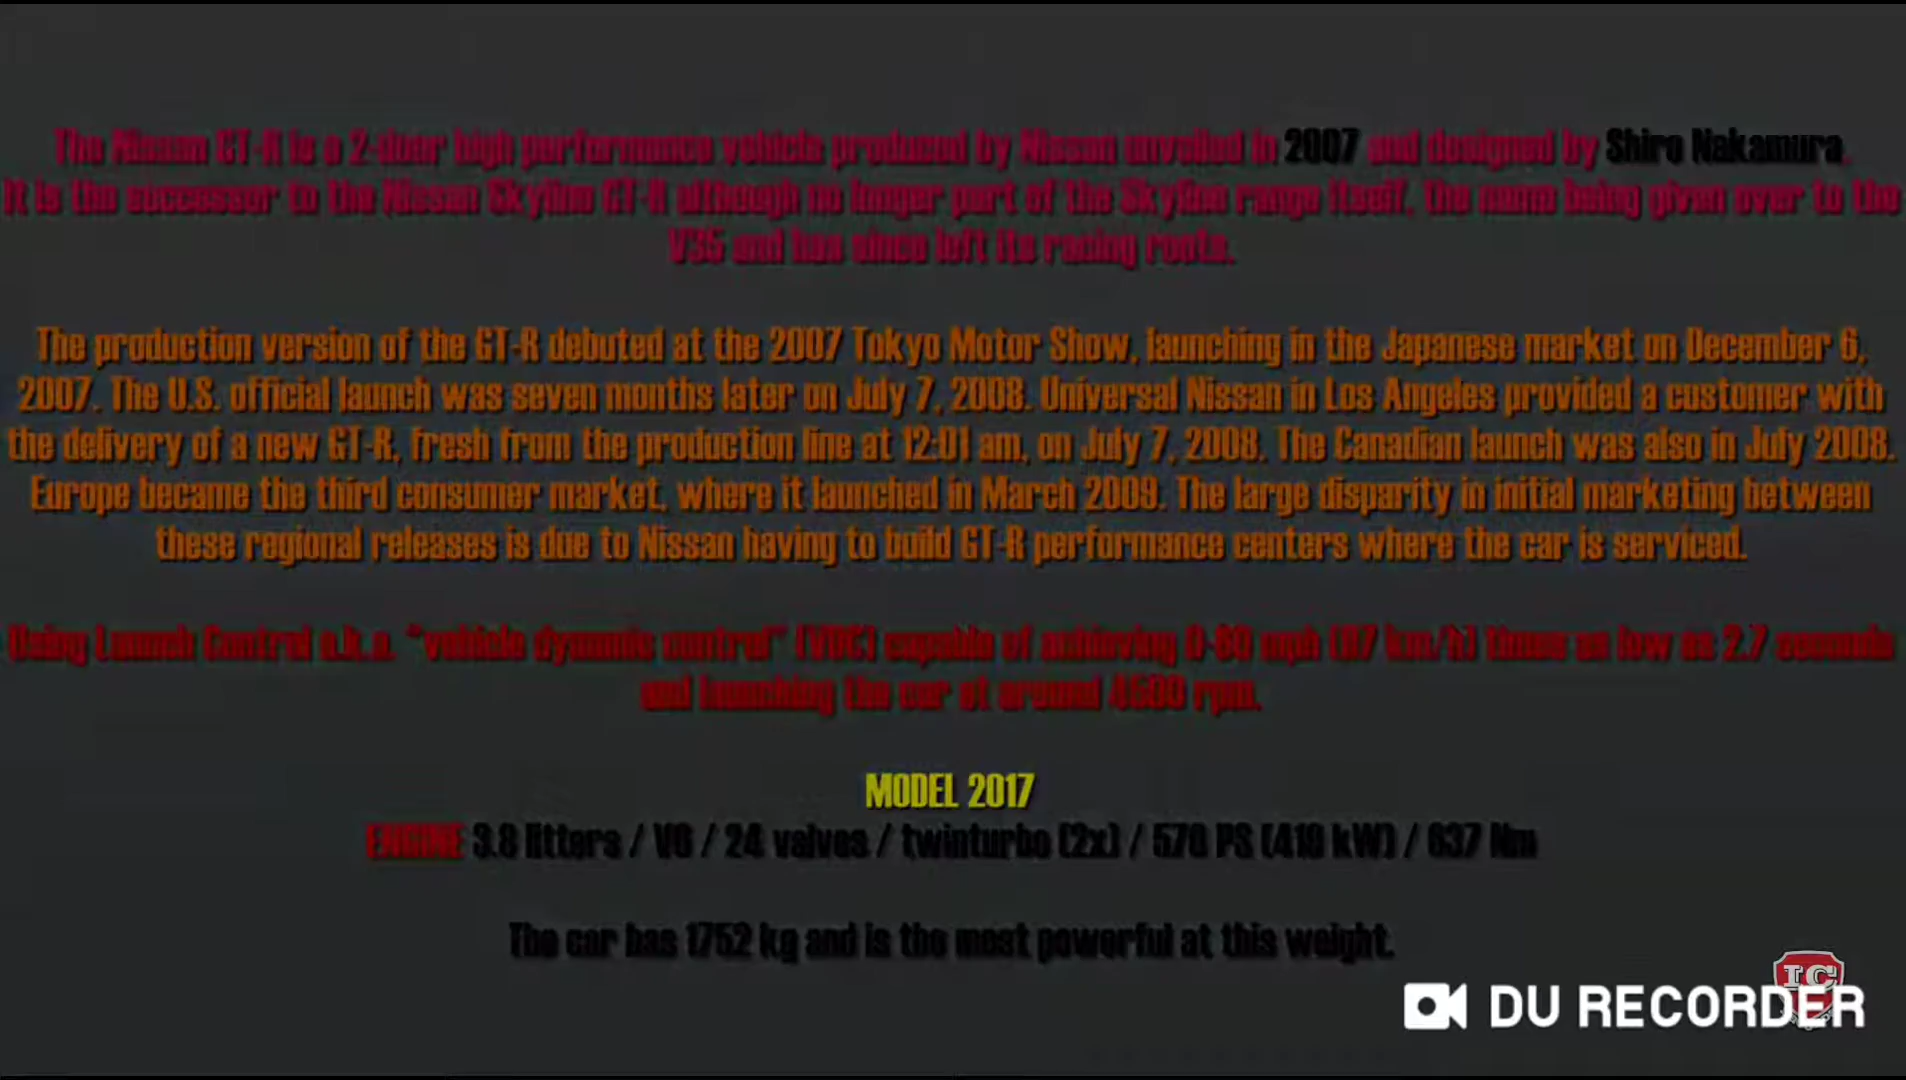 The Nissan GT-R is a 2-door high performance vehicle produced by Nissan unveiled in 2007 and designed by Shiro Nakamura.
It is the successor to the Nissan Skyline GT-R although no longer part of the Skyline range itself, the name being given over to the
V35 and has since left its racing roots.
The production version of the GT-R debuted at the 2007 Tokyo Motor Show, launching in the Japanese market on December 6,
2007. The U.S. official launch was seven months later on July 7, 2008. Universal Nissan in Los Angeles provided a customer with
the delivery of a new GT-R, fresh from the production line at 12:01 am, on July 7, 2008. The Canadian launch was also in July 2008.
Europe became the third consumer market, where it launched in March 2009. The large disparity in initial marketing between
these regional releases is due to Nissan having to build GT-R performance centers where the car is serviced.
Using Launch Control a.k.a. "vehicle dynamic control" (VDC) capable of achieving 0-60 mph (97 km/h) times as low as 2.7 seconds
and launching the car at around 4500 rpm.
MODEL 2017
ENGINE 3.8 litters / V6 / 24 valves / twinturbo (2x) / 570 PS (419 kW) / 637 Nm
The car has 1752 kg and is the most powerful at this weight.
IC
DU RECORDER